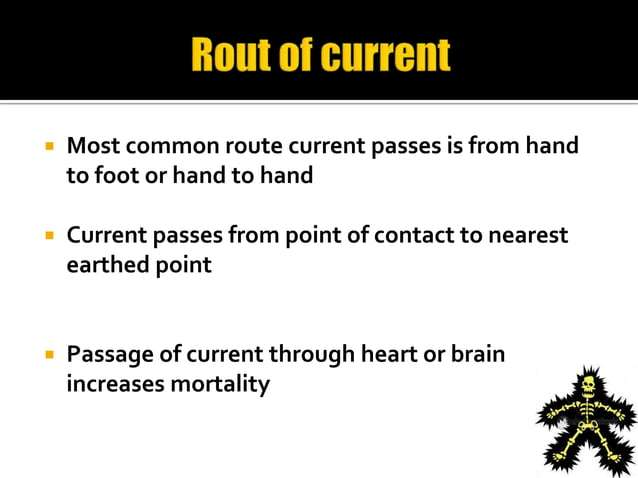 Rout of current
Most common route current passes is from hand
to foot or hand to hand
Current passes from point of contact to nearest
earthed point
Passage of current through heart or brain
increases mortality